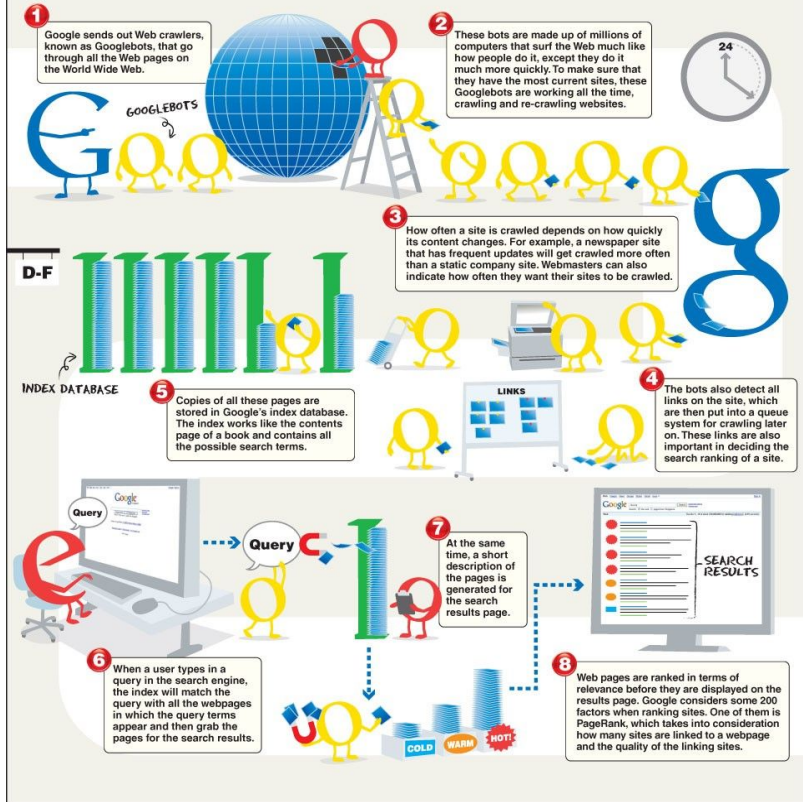 1
Google sends out Web crawlers,
known as Googlebots, that go
through all the Web pages on
the World Wide Web.
GOOGLEBOTS
2
These bots are made up of millions of
computers that surf the Web much like
how people do it, except they do it
much more quickly. To make sure that
they have the most current sites, these
Googlebots are working all the time,
crawling and re-crawling websites.
24
3
How often a site is crawled depends on how quickly
its content changes. For example, a newspaper site
that has frequent updates will get crawled more often
than a static company site. Webmasters can also
indicate how often they want their sites to be crawled.
D-F
INDEX DATABASE
LINKS
4
The bots also detect all
links on the site, which
are then put into a queue
system for crawling later
on. These links are also
important in deciding the
search ranking of a site.
5
Copies of all these pages are
stored in Google's index database.
The index works like the contents
page of a book and contains all
the possible search terms.
Google
Query
Query
6
When a user types in a
query in the search engine,
the index will match the
query with all the webpages
in which the query terms
appear and then grab the
pages for the search results.
7
At the same
time, a short
description of
the pages is
generated for
the search
results page.
COLD
WARM
HOT!
Google
SEARCH
RESULTS
8
Web pages are ranked in terms of
relevance before they are displayed on the
results page. Google considers some 200
factors when ranking sites. One of them is
PageRank, which takes into consideration
how many sites are linked to a webpage
and the quality of the linking sites.